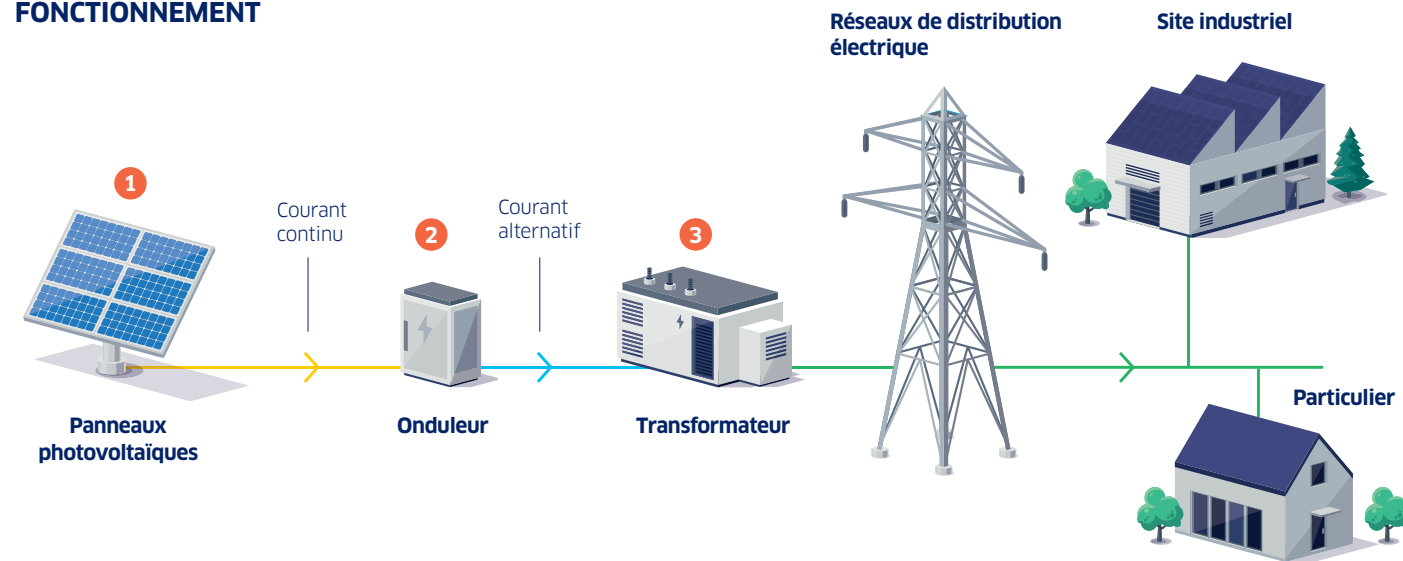 FONCTIONNEMENT
Réseaux de distribution
électrique
Site industriel
1
Courant
continu
2
Courant
alternatif
3
Panneaux
photovoltaïques
Onduleur
Transformateur
Particulier